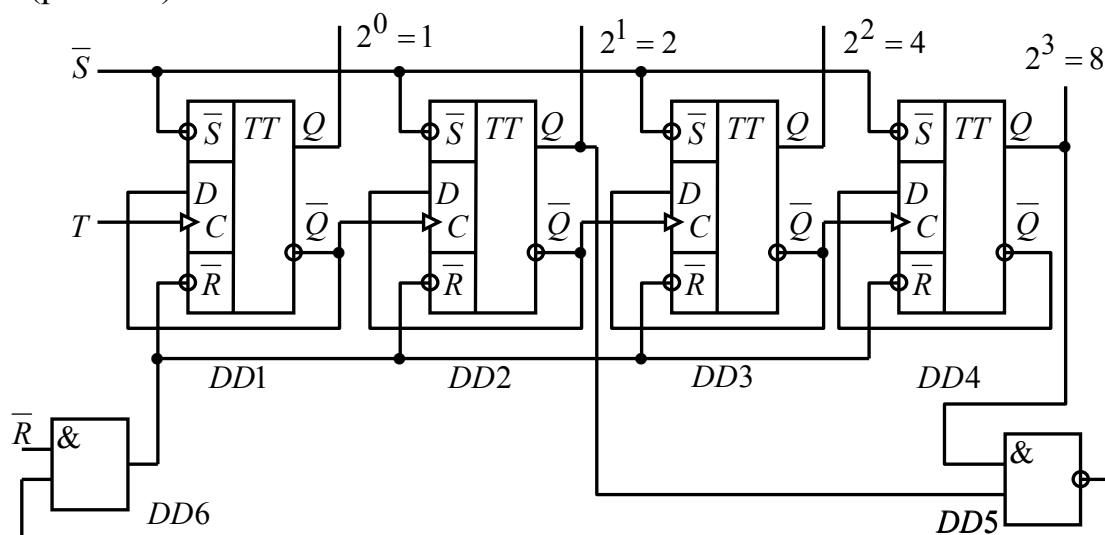 2^0 = 1
2^1 = 2
2^2 = 4
2^3 = 8
S̅
S̅ TT Q
S̅ TT Q
S̅ TT Q
S̅ TT Q
D
D
D
D
T C Q̅
C Q̅
C Q̅
C Q̅
R̅
R̅
R̅
R̅
DD1
DD2
DD3
DD4
R̅ &
DD6
&
DD5